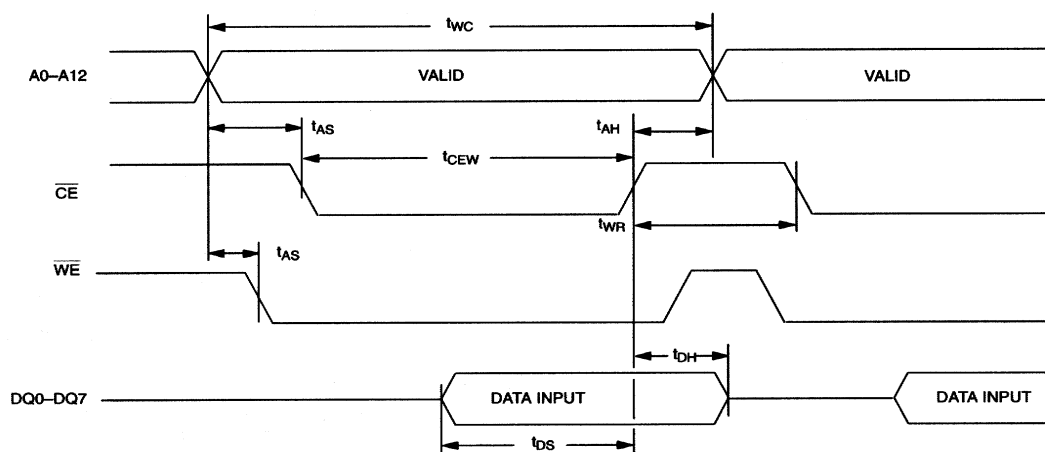 tWC
A0–A12
VALID
VALID
tAS
tAH
tCEW
CE
tWR
tAS
WE
tDH
DQ0–DQ7
DATA INPUT
DATA INPUT
tDS